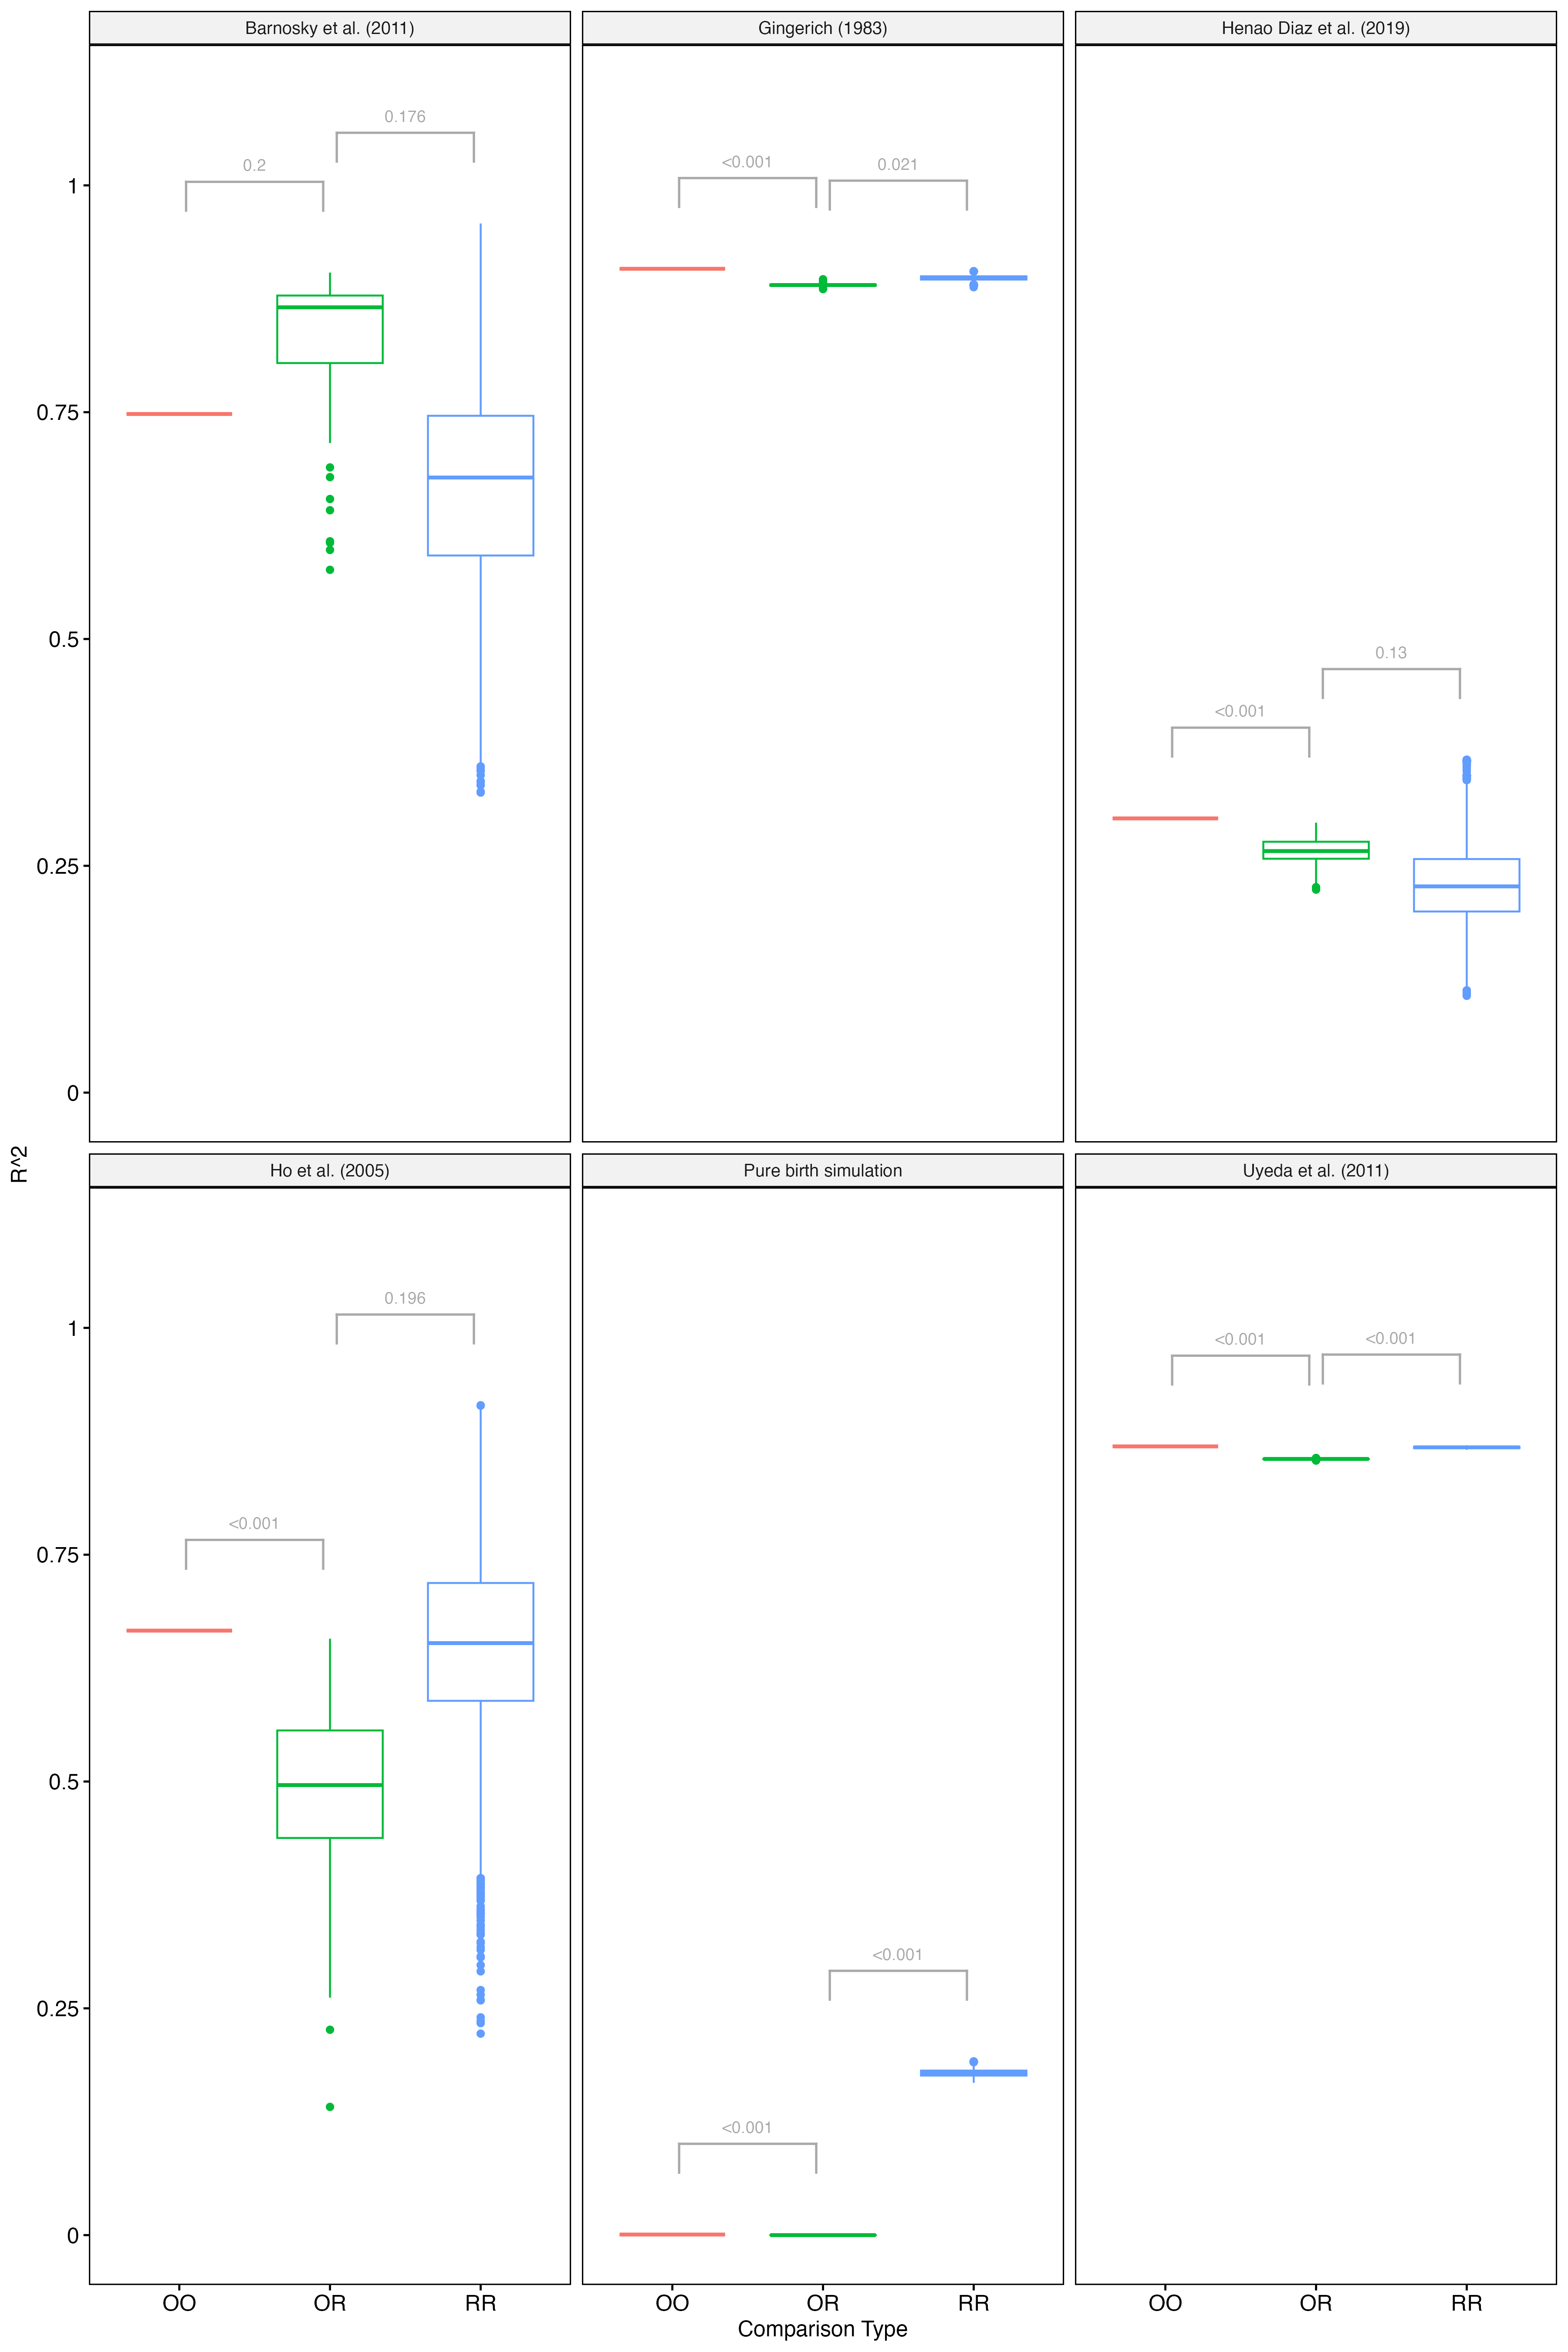 Barnosky et al. (2011)
Gingerich (1983)
Henao Diaz et al. (2019)
0.176
0.2
<0.001
0.021
0.13
<0.001
1
0.75
0.5
0.25
0
R^2
Ho et al. (2005)
Pure birth simulation
Uyeda et al. (2011)
0.196
<0.001
<0.001
<0.001
<0.001
<0.001
1
0.75
0.5
0.25
0
OO OR RR
OO OR RR
OO OR RR
Comparison Type